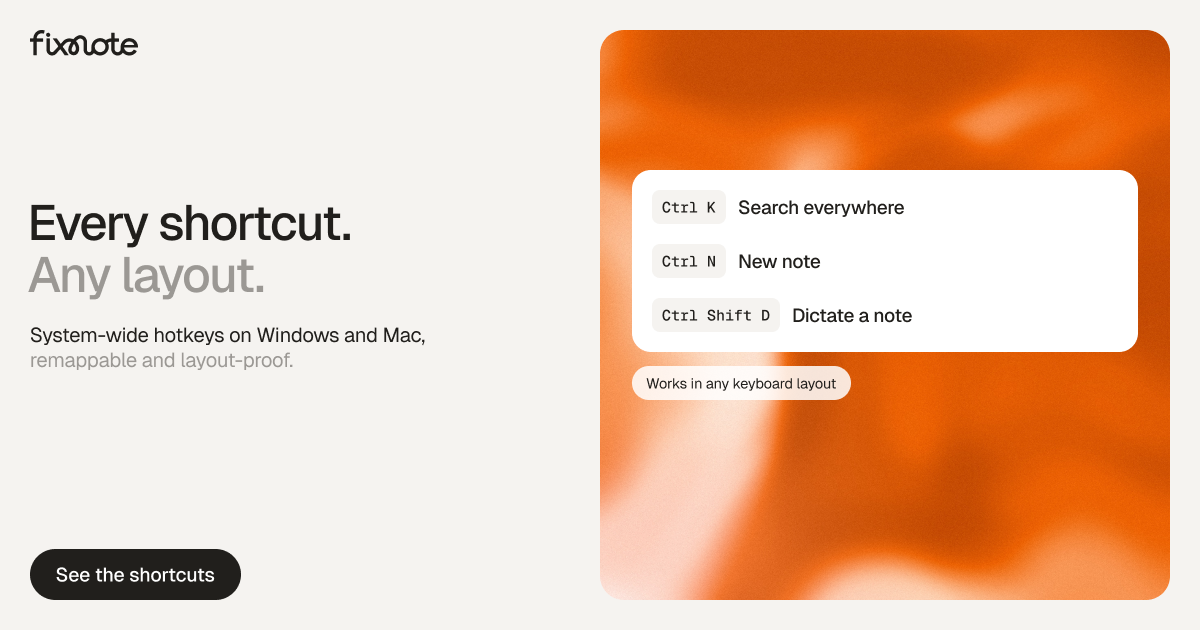 fixnote
Every shortcut.
Any layout.
System-wide hotkeys on Windows and Mac,
remappable and layout-proof.
See the shortcuts
Ctrl K Search everywhere
Ctrl N New note
Ctrl Shift D Dictate a note
Works in any keyboard layout